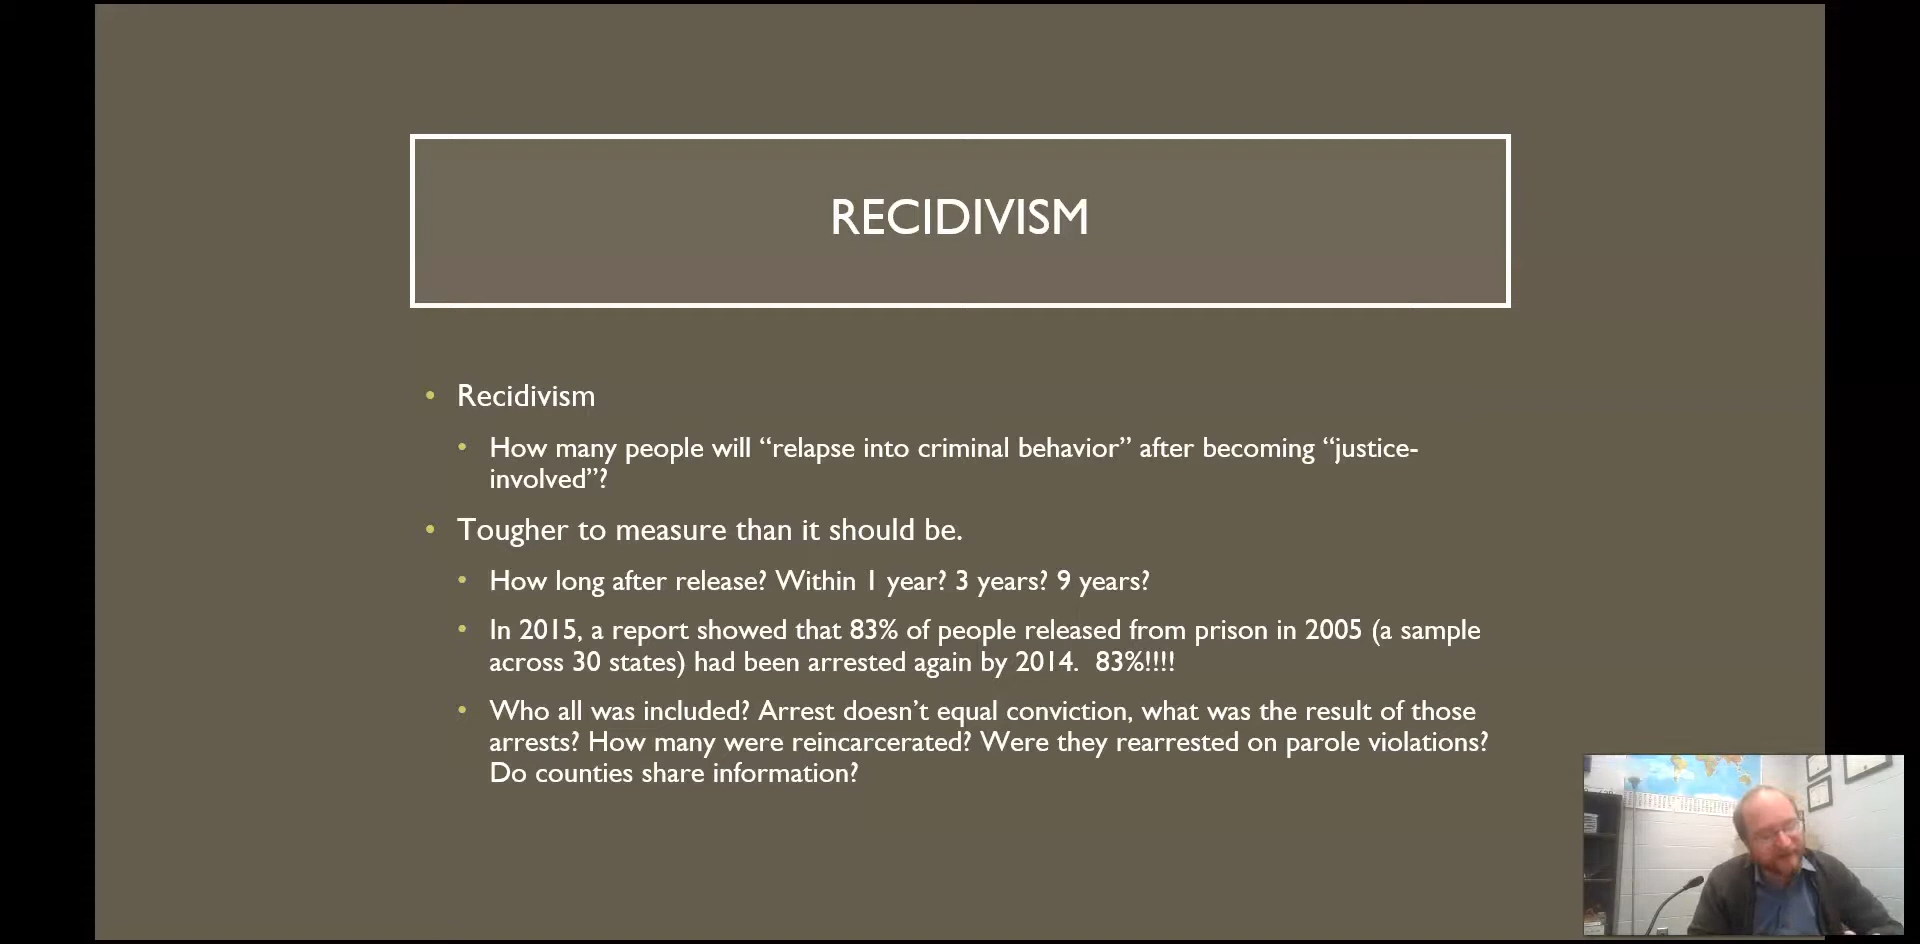 RECIDIVISM
• Recidivism
• How many people will “relapse into criminal behavior” after becoming “justice-
involved”?
• Tougher to measure than it should be.
• How long after release? Within 1 year? 3 years? 9 years?
• In 2015, a report showed that 83% of people released from prison in 2005 (a sample
across 30 states) had been arrested again by 2014.  83%!!!!
• Who all was included? Arrest doesn’t equal conviction, what was the result of those
arrests? How many were reincarcerated? Were they rearrested on parole violations?
Do counties share information?